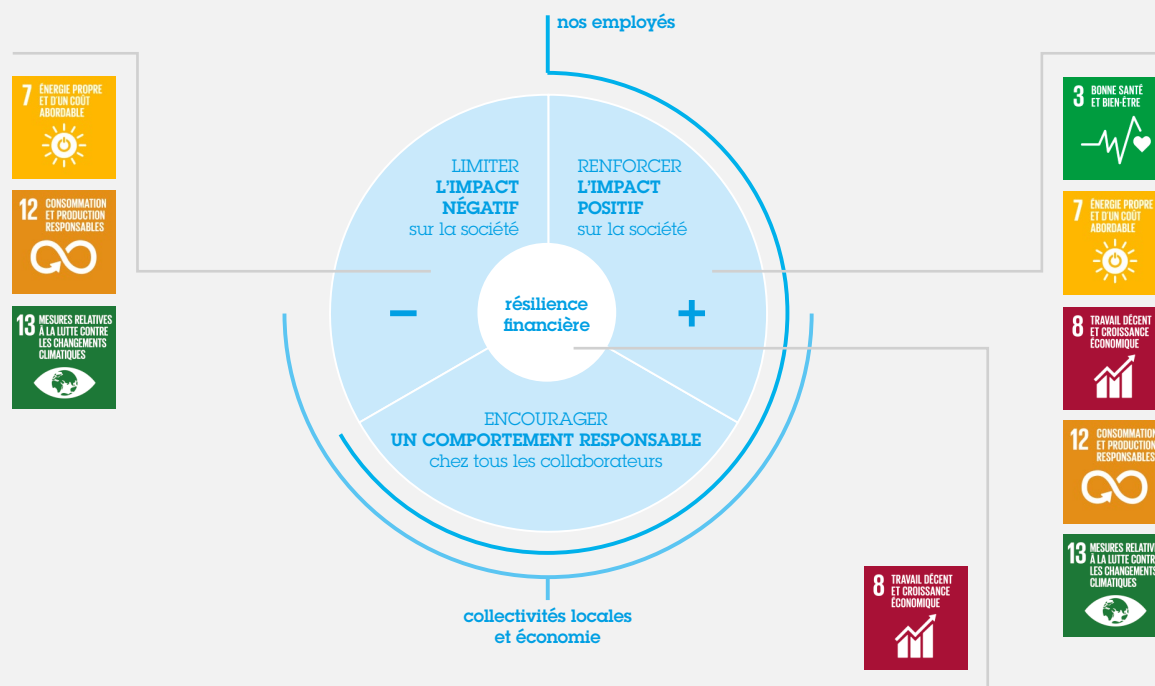 nos employés
7 ÉNERGIE PROPRE
ET D'UN COÛT
ABORDABLE
12 CONSOMMATION
ET PRODUCTION
RESPONSABLES
13 MESURES RELATIVES
À LA LUTTE CONTRE
LES CHANGEMENTS
CLIMATIQUES
LIMITER
L'IMPACT
NÉGATIF
sur la société
RENFORCER
L'IMPACT
POSITIF
sur la société
–
résilience
financière
+
ENCOURAGER
UN COMPORTEMENT RESPONSABLE
chez tous les collaborateurs
collectivités locales
et économie
3 BONNE SANTÉ
ET BIEN-ÊTRE
7 ÉNERGIE PROPRE
ET D'UN COÛT
ABORDABLE
8 TRAVAIL DÉCENT
ET CROISSANCE
ÉCONOMIQUE
12 CONSOMMATION
ET PRODUCTION
RESPONSABLES
13 MESURES RELATIV
À LA LUTTE CONTR
LES CHANGEMENTS
CLIMATIQUES
8 TRAVAIL DÉCENT
ET CROISSANCE
ÉCONOMIQUE